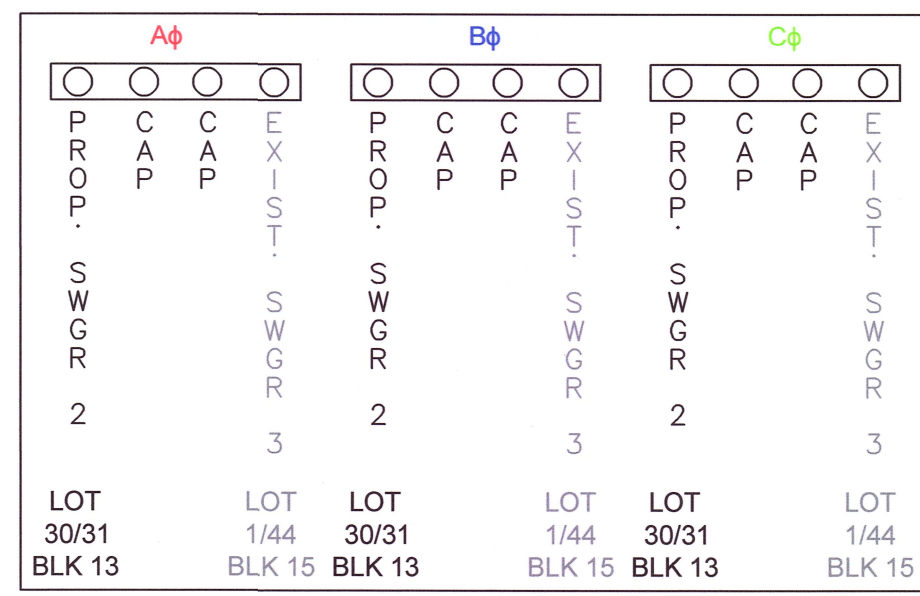 Aϕ Bϕ Cϕ
PROP. SWGR 2
CAP
CAP
EXIST. SWGR 3
PROP. SWGR 2
CAP
CAP
EXIST. SWGR 3
PROP. SWGR 2
CAP
CAP
EXIST. SWGR 3
LOT LOT LOT LOT LOT LOT
30/31 1/44 30/31 1/44 30/31 1/44
BLK 13 BLK 15 BLK 13 BLK 15 BLK 13 BLK 15